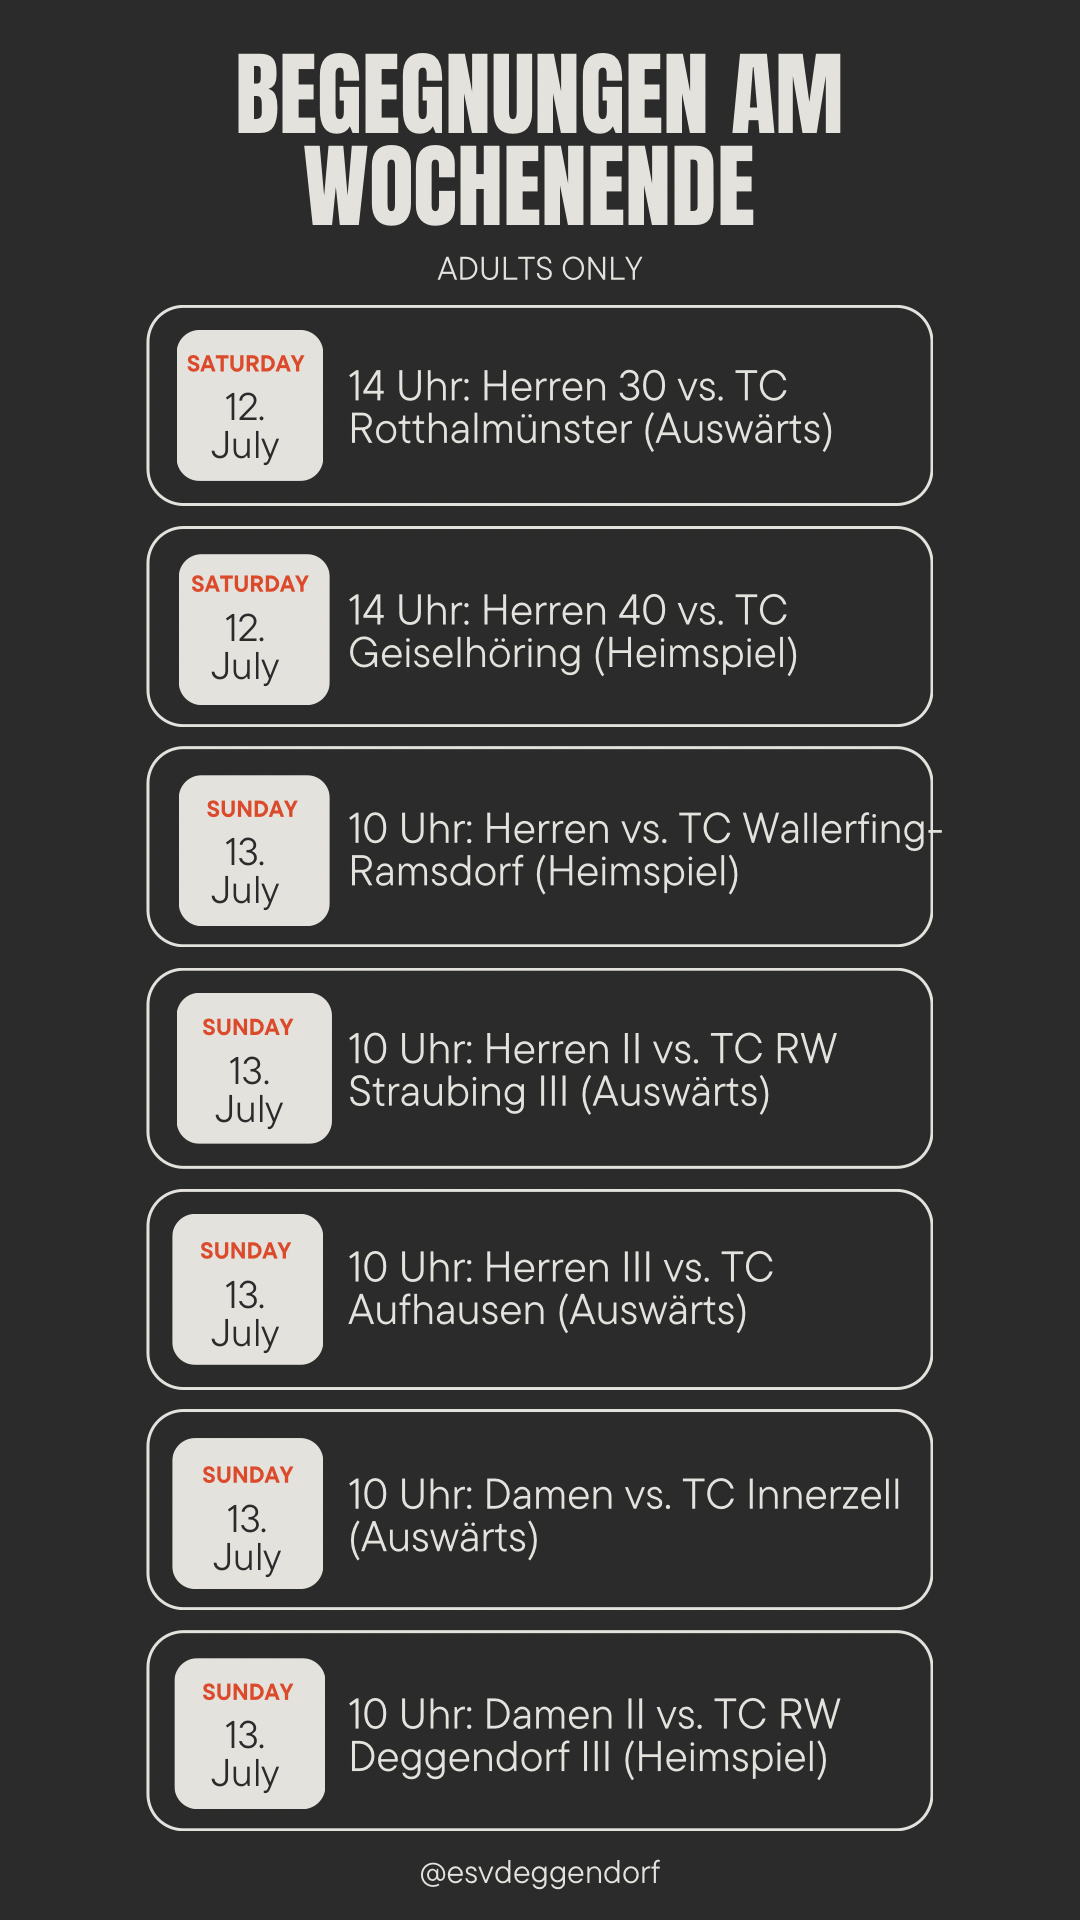 BEGEGNUNGEN AM
WOCHENENDE
ADULTS ONLY
SATURDAY
12.
July
14 Uhr: Herren 30 vs. TC
Rotthalmünster (Auswärts)
SATURDAY
12.
July
14 Uhr: Herren 40 vs. TC
Geiselhöring (Heimspiel)
SUNDAY
13.
July
10 Uhr: Herren vs. TC Wallerfing-
Ramsdorf (Heimspiel)
SUNDAY
13.
July
10 Uhr: Herren II vs. TC RW
Straubing III (Auswärts)
SUNDAY
13.
July
10 Uhr: Herren III vs. TC
Aufhausen (Auswärts)
SUNDAY
13.
July
10 Uhr: Damen vs. TC Innerzell
(Auswärts)
SUNDAY
13.
July
10 Uhr: Damen II vs. TC RW
Deggendorf III (Heimspiel)
@esvdeggendorf